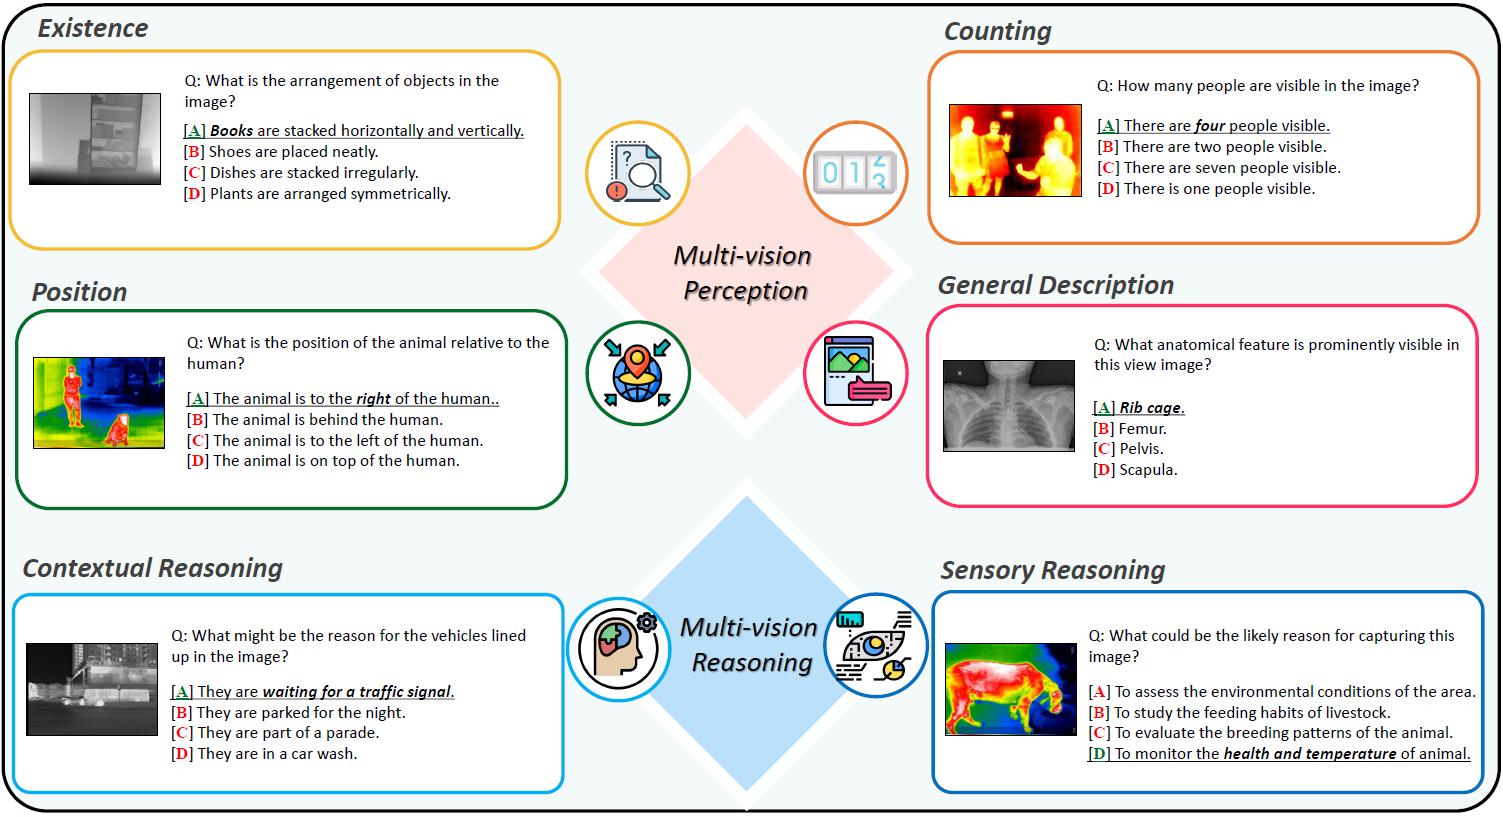 Existence
Q: What is the arrangement of objects in the
image?
[A] Books are stacked horizontally and vertically.
[B] Shoes are placed neatly.
[C] Dishes are stacked irregularly.
[D] Plants are arranged symmetrically.
Counting
Q: How many people are visible in the image?
[A] There are four people visible.
[B] There are two people visible.
[C] There are seven people visible.
[D] There is one people visible.
?
!
0 1 2 3
Multi-vision
Perception
Position
Q: What is the position of the animal relative to the
human?
[A] The animal is to the right of the human..
[B] The animal is behind the human.
[C] The animal is to the left of the human.
[D] The animal is on top of the human.
General Description
Q: What anatomical feature is prominently visible in
this view image?
[A] Rib cage.
[B] Femur.
[C] Pelvis.
[D] Scapula.
Contextual Reasoning
Q: What might be the reason for the vehicles lined
up in the image?
[A] They are waiting for a traffic signal.
[B] They are parked for the night.
[C] They are part of a parade.
[D] They are in a car wash.
Multi-vision
Reasoning
Sensory Reasoning
Q: What could be the likely reason for capturing this
image?
[A] To assess the environmental conditions of the area.
[B] To study the feeding habits of livestock.
[C] To evaluate the breeding patterns of the animal.
[D] To monitor the health and temperature of animal.